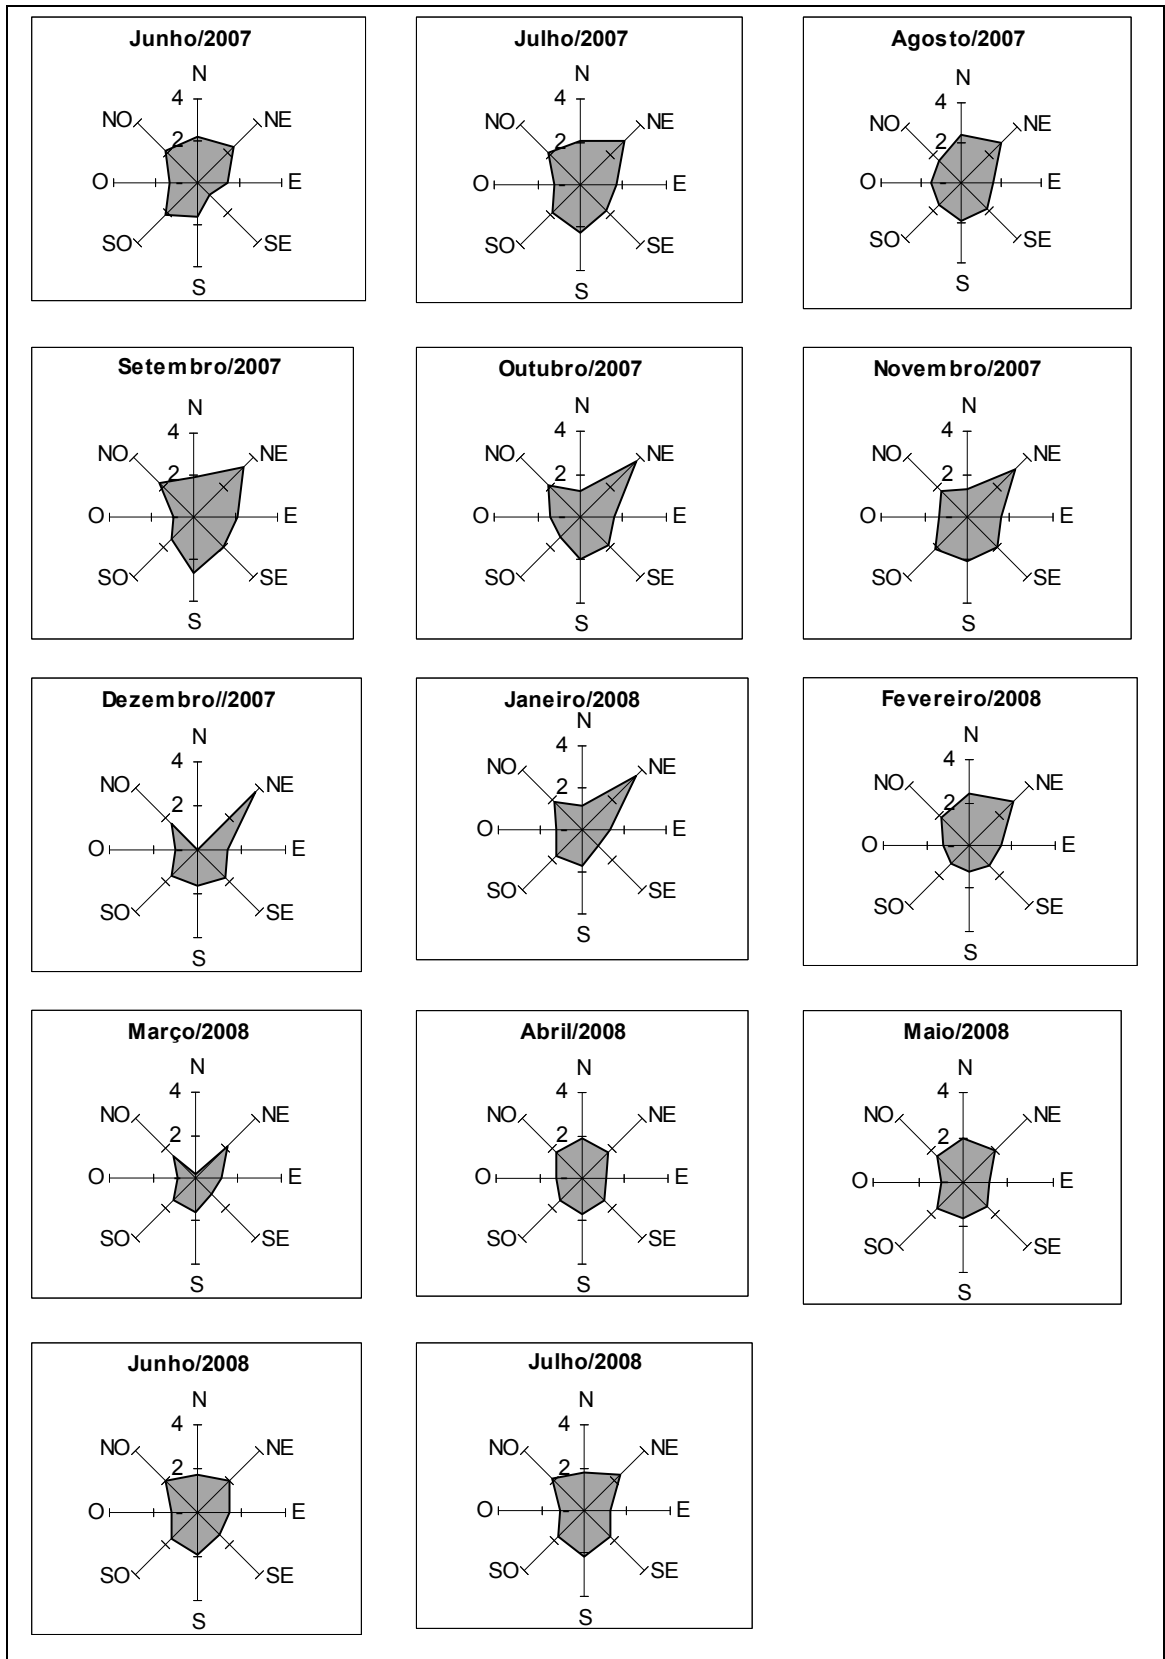 Junho/2007
N
4
NO
NE
2
O
E
SO
SE
S
Julho/2007
N
4
NO
NE
2
O
E
SO
SE
S
Agosto/2007
N
4
NO
NE
2
O
E
SO
SE
S
Setembro/2007
N
4
NO
NE
2
O
E
SO
SE
S
Outubro/2007
N
4
NO
NE
2
O
E
SO
SE
S
Novembro/2007
N
4
NO
NE
2
O
E
SO
SE
S
Dezembro//2007
N
4
NO
NE
2
O
E
SO
SE
S
Janeiro/2008
N
4
NO
NE
2
O
E
SO
SE
S
Fevereiro/2008
N
4
NO
NE
2
O
E
SO
SE
S
Março/2008
N
4
NO
NE
2
O
E
SO
SE
S
Abril/2008
N
4
NO
NE
2
O
E
SO
SE
S
Maio/2008
N
4
NO
NE
2
O
E
SO
SE
S
Junho/2008
N
4
NO
NE
2
O
E
SO
SE
S
Julho/2008
N
4
NO
NE
2
O
E
SO
SE
S